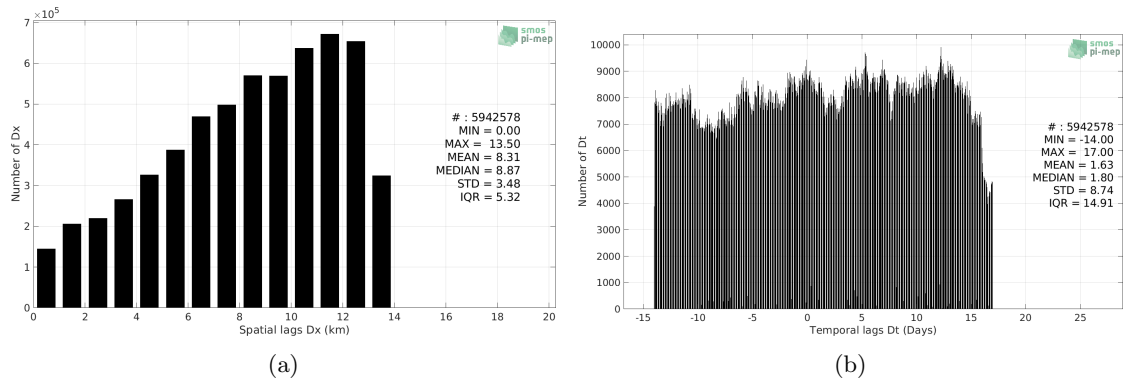 ×10⁵
7
6
5
4
3
2
1
0
Number of Dx
0 2 4 6 8 10 12 14 16 18 20
Spatial lags Dx (km)
smos
pi-mep
# : 5942578
MIN = 0.00
MAX = 13.50
MEAN = 8.31
MEDIAN = 8.87
STD = 3.48
IQR = 5.32
(a)
10000
9000
8000
7000
6000
5000
4000
3000
2000
1000
0
Number of Dt
-15 -10 -5 0 5 10 15 20 25
Temporal lags Dt (Days)
smos
pi-mep
# : 5942578
MIN = -14.00
MAX = 17.00
MEAN = 1.63
MEDIAN = 1.80
STD = 8.74
IQR = 14.91
(b)